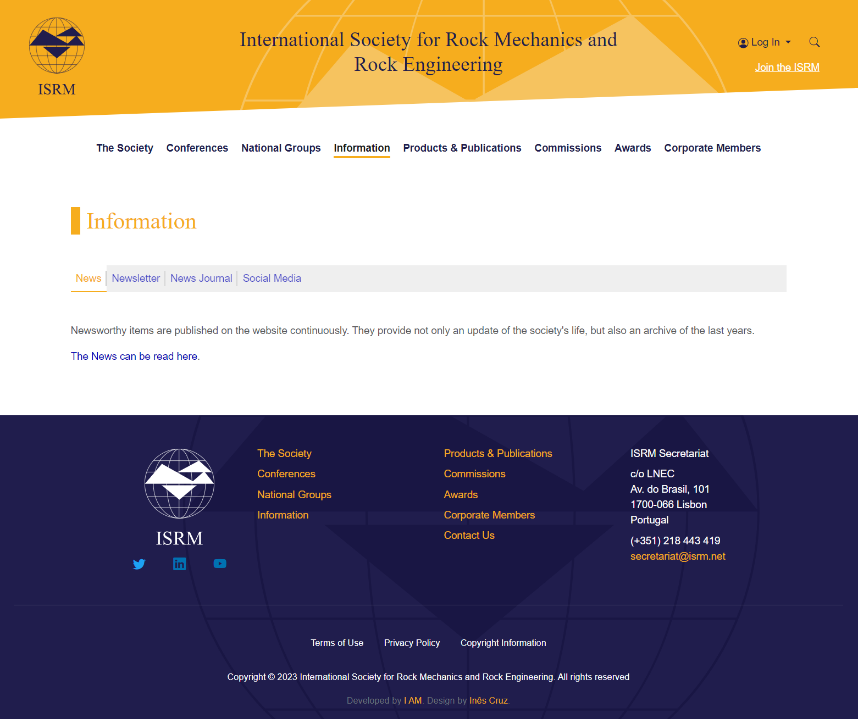 ISRM
International Society for Rock Mechanics and
Rock Engineering
Log In
Join the ISRM
The Society Conferences National Groups Information Products & Publications Commissions Awards Corporate Members
Information
News Newsletter News Journal Social Media
Newsworthy items are published on the website continuously. They provide not only an update of the society's life, but also an archive of the last years.
The News can be read here.
ISRM
The Society
Conferences
National Groups
Information
Products & Publications
Commissions
Awards
Corporate Members
Contact Us
ISRM Secretariat
c/o LNEC
Av. do Brasil, 101
1700-066 Lisbon
Portugal
(+351) 218 443 419
secretariat@isrm.net
Terms of Use Privacy Policy Copyright Information
Copyright © 2023 International Society for Rock Mechanics and Rock Engineering. All rights reserved
Developed by I AM. Design by Inês Cruz.